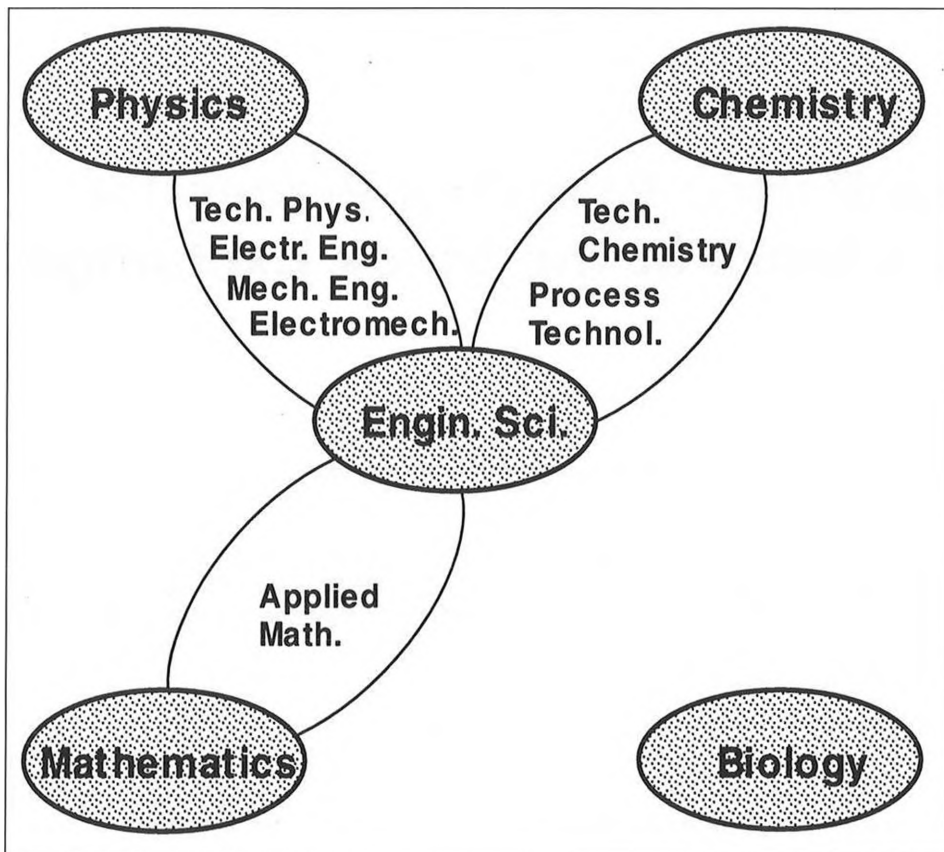 Physics
Chemistry
Tech. Phys.
Electr. Eng.
Mech. Eng.
Electromech.
Tech.
Chemistry
Process
Technol.
Engin. Sci.
Applied
Math.
Mathematics
Biology